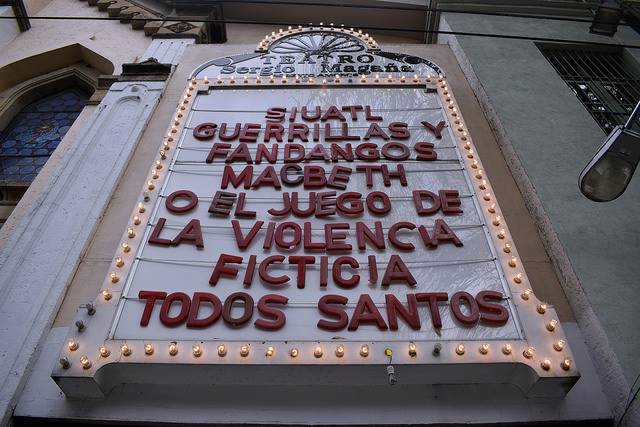 TEATRO
Sergio Magaña
SIUATL
GUERRILLAS Y
FANDANGOS
MACBETH
O EL JUEGO DE
LA VIOLENCIA
FICTICIA
TODOS SANTOS